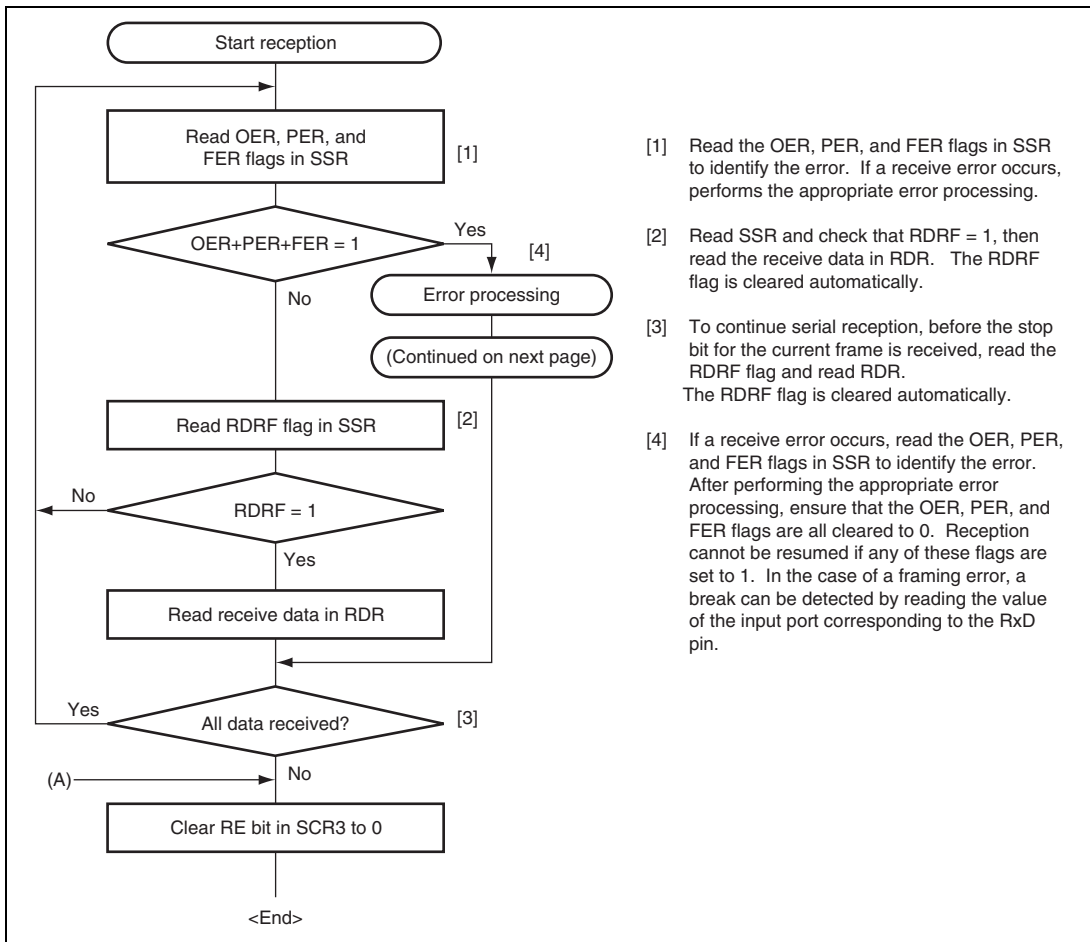 Start reception
Read OER, PER, and
FER flags in SSR
[1]
OER+PER+FER = 1
Yes
[4]
No
Error processing
(Continued on next page)
Read RDRF flag in SSR
[2]
No
RDRF = 1
Yes
Read receive data in RDR
Yes
All data received?
[3]
(A)
No
Clear RE bit in SCR3 to 0
<End>
[1] Read the OER, PER, and FER flags in SSR
to identify the error. If a receive error occurs,
performs the appropriate error processing.
[2] Read SSR and check that RDRF = 1, then
read the receive data in RDR. The RDRF
flag is cleared automatically.
[3] To continue serial reception, before the stop
bit for the current frame is received, read the
RDRF flag and read RDR.
The RDRF flag is cleared automatically.
[4] If a receive error occurs, read the OER, PER,
and FER flags in SSR to identify the error.
After performing the appropriate error
processing, ensure that the OER, PER, and
FER flags are all cleared to 0. Reception
cannot be resumed if any of these flags are
set to 1. In the case of a framing error, a
break can be detected by reading the value
of the input port corresponding to the RxD
pin.